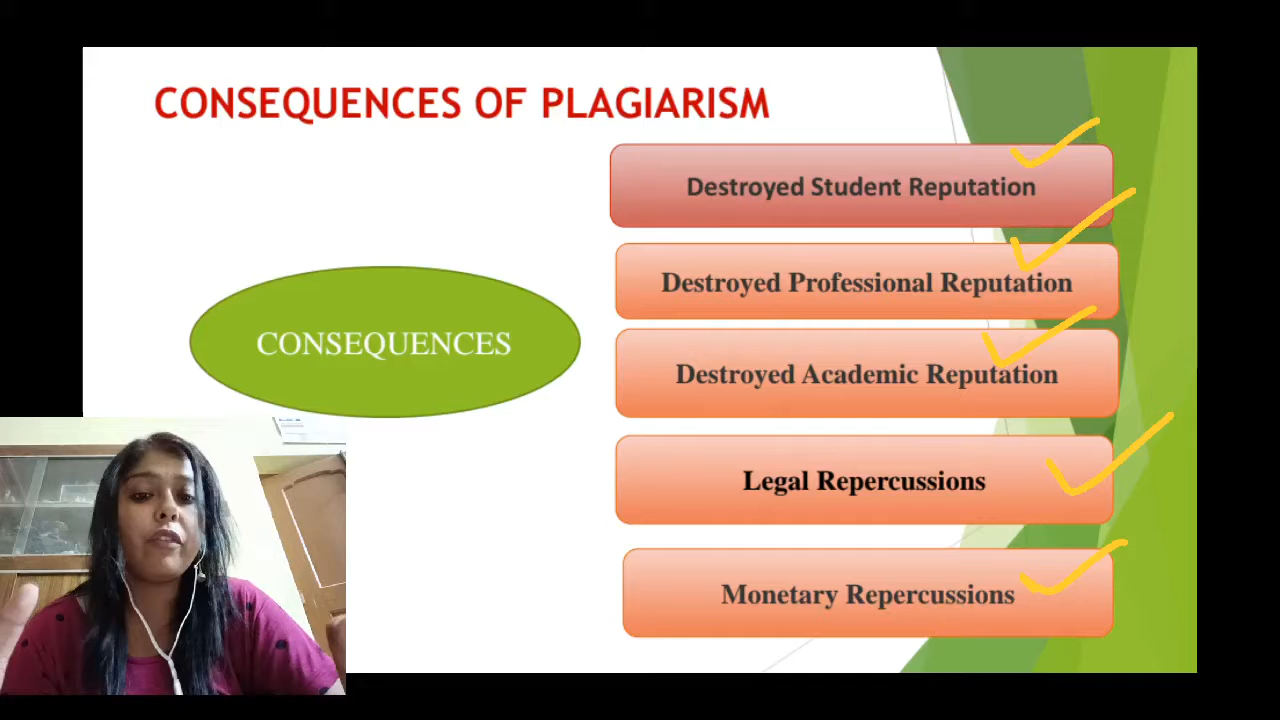 CONSEQUENCES OF PLAGIARISM
Destroyed Student Reputation
Destroyed Professional Reputation
CONSEQUENCES
Destroyed Academic Reputation
Legal Repercussions
Monetary Repercussions